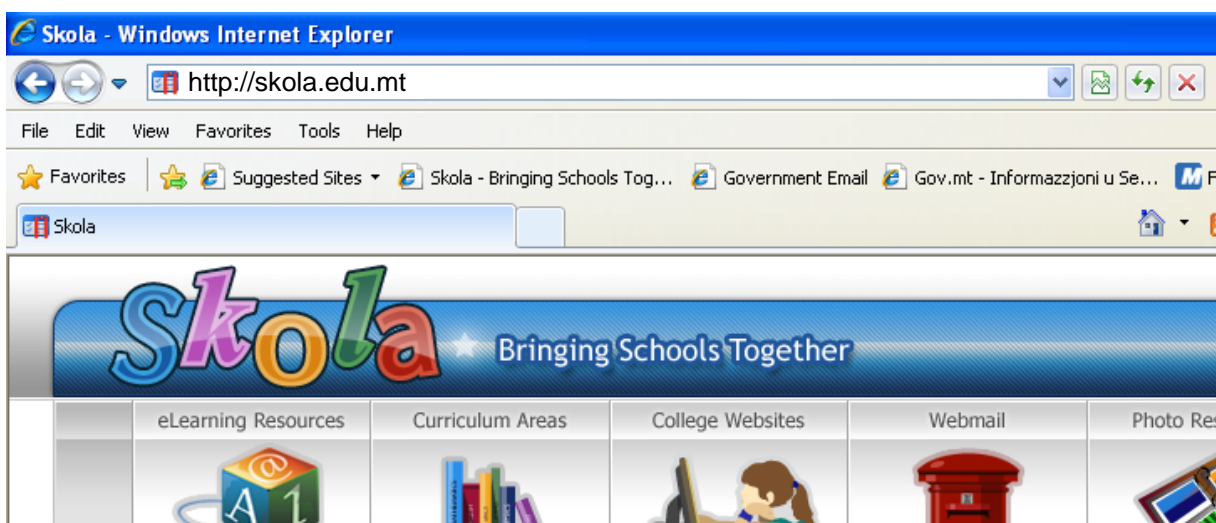 Skola - Windows Internet Explorer
http://skola.edu.mt
File Edit View Favorites Tools Help
Favorites Suggested Sites Skola - Bringing Schools Tog... Government Email Gov.mt - Informazzjoni u Se... F
Skola
Skola Bringing Schools Together
eLearning Resources Curriculum Areas College Websites Webmail Photo Res
@
A 1